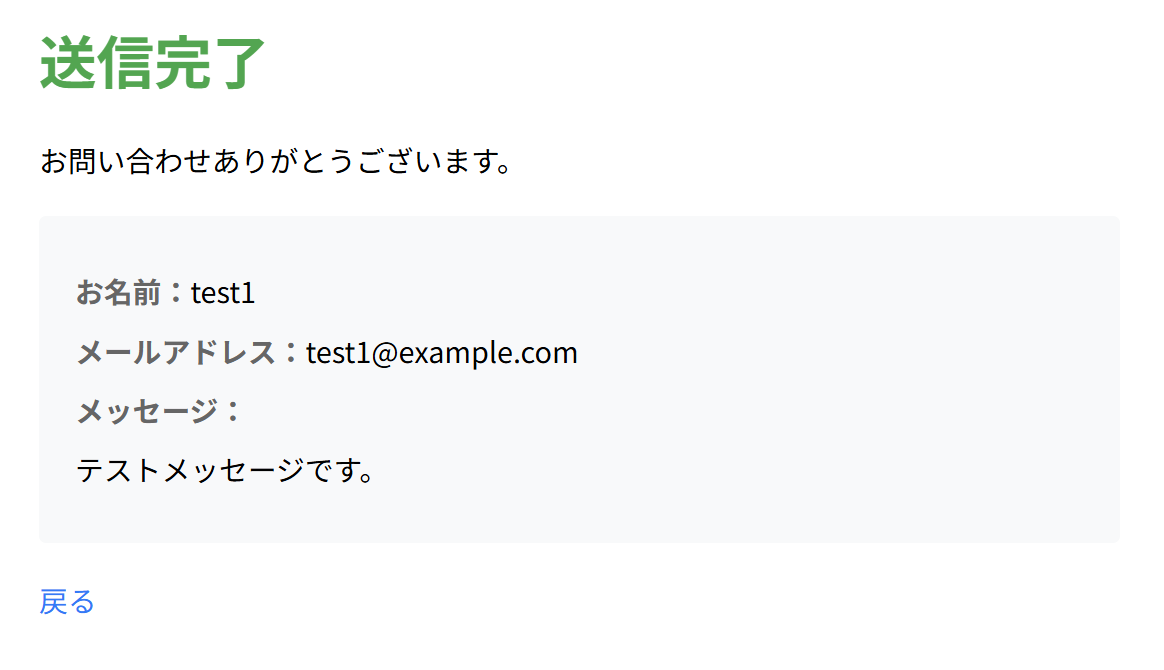 送信完了
お問い合わせありがとうございます。
お名前：test1
メールアドレス：test1@example.com
メッセージ：
テストメッセージです。
戻る